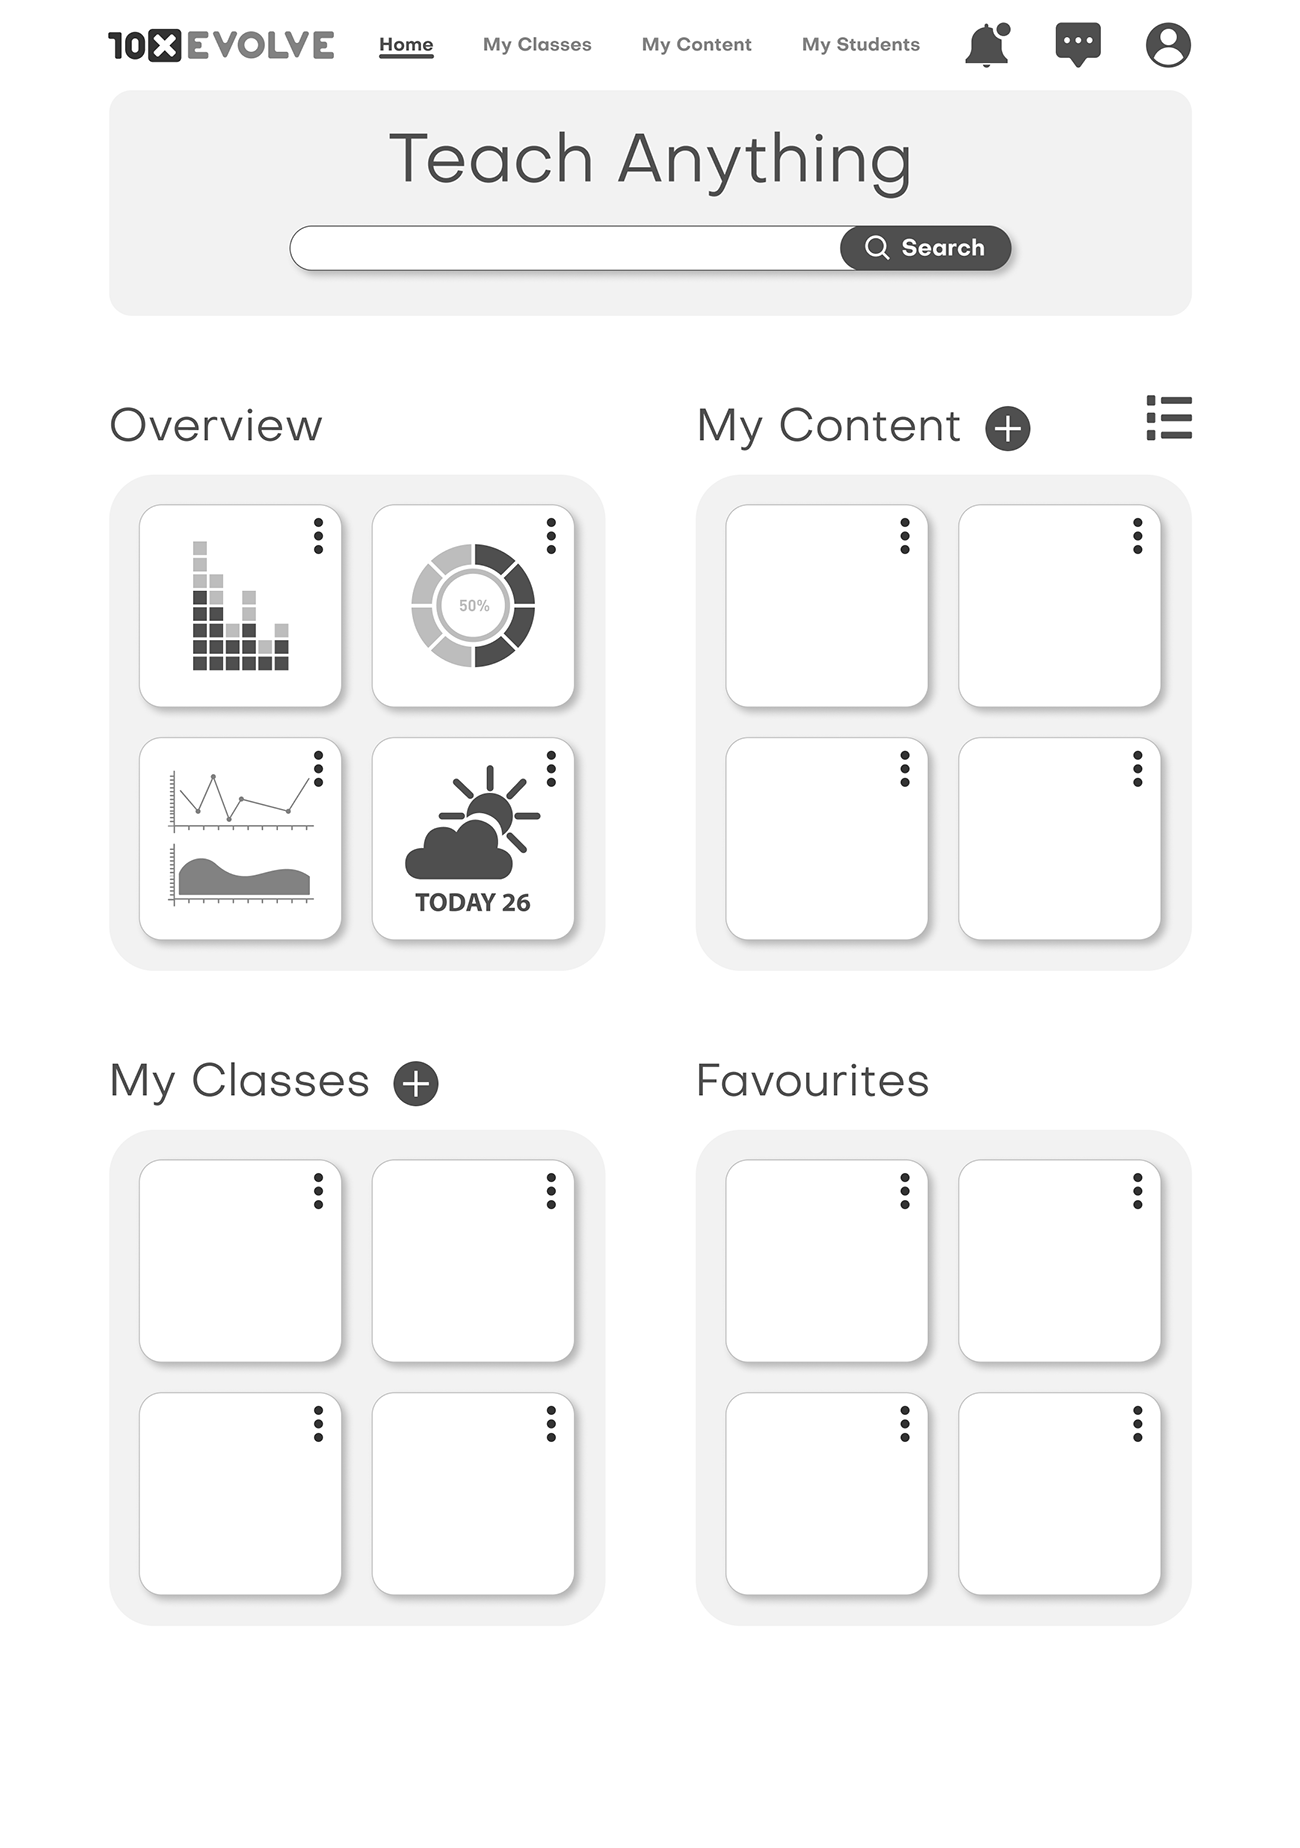 10XEVOLVE
Home My Classes My Content My Students
Teach Anything
Search
Overview
My Content
50%
TODAY 26
My Classes
Favourites